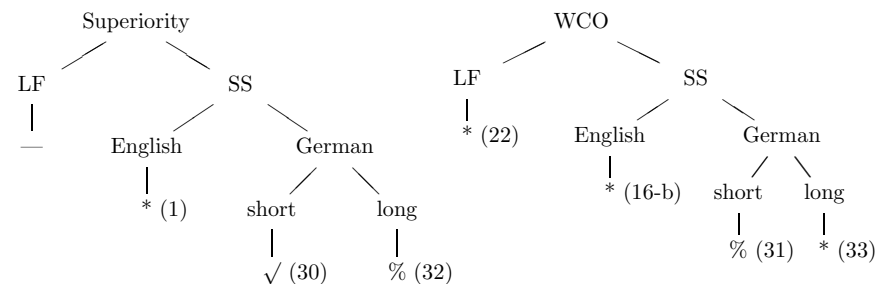 Superiority WCO
LF SS LF SS
— English German * (22) English German
* (1) short long * (16-b) short long
√ (30) % (32) % (31) * (33)